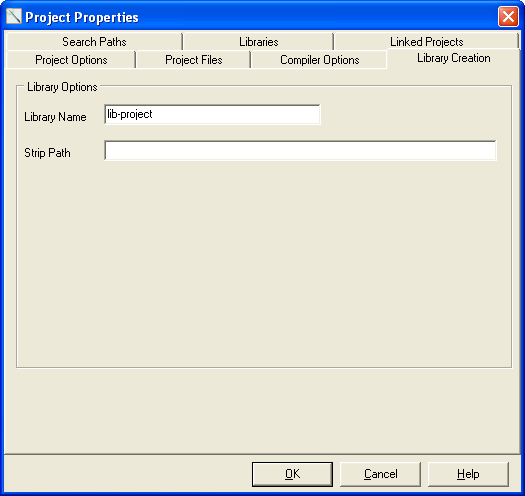 Project Properties
Search Paths Libraries Linked Projects
Project Options Project Files Compiler Options Library Creation
Library Options
Library Name lib-project
Strip Path
OK Cancel Help